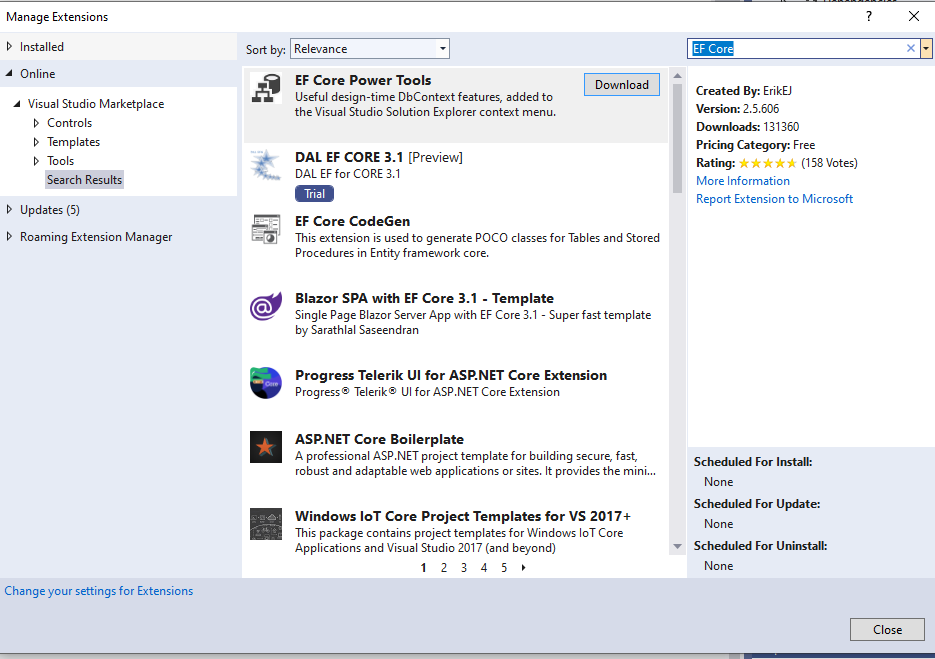 Manage Extensions
?
Installed
Online
Visual Studio Marketplace
Controls
Templates
Tools
Search Results
Updates (5)
Roaming Extension Manager
Sort by: Relevance
EF Core
EF Core Power Tools
Download
Useful design-time DbContext features, added to
the Visual Studio Solution Explorer context menu.
DAL EF CORE 3.1 [Preview]
DAL EF for CORE 3.1
Trial
EF Core CodeGen
This extension is used to generate POCO classes for Tables and Stored
Procedures in Entity framework core.
Blazor SPA with EF Core 3.1 - Template
Single Page Blazor Server App with EF Core 3.1 - Super fast template
by Sarathlal Saseendran
Progress Telerik UI for ASP.NET Core Extension
Progress® Telerik® UI for ASP.NET Core Extension
ASP.NET Core Boilerplate
A professional ASP.NET project template for building secure, fast,
robust and adaptable web applications or sites. It provides the mini...
Windows IoT Core Project Templates for VS 2017+
This package contains project templates for Windows IoT Core
Applications and Visual Studio 2017 (and beyond)
1 2 3 4 5
Created By: ErikEJ
Version: 2.5.606
Downloads: 131360
Pricing Category: Free
Rating: (158 Votes)
More Information
Report Extension to Microsoft
Scheduled For Install:
None
Scheduled For Update:
None
Scheduled For Uninstall:
None
Change your settings for Extensions
Close